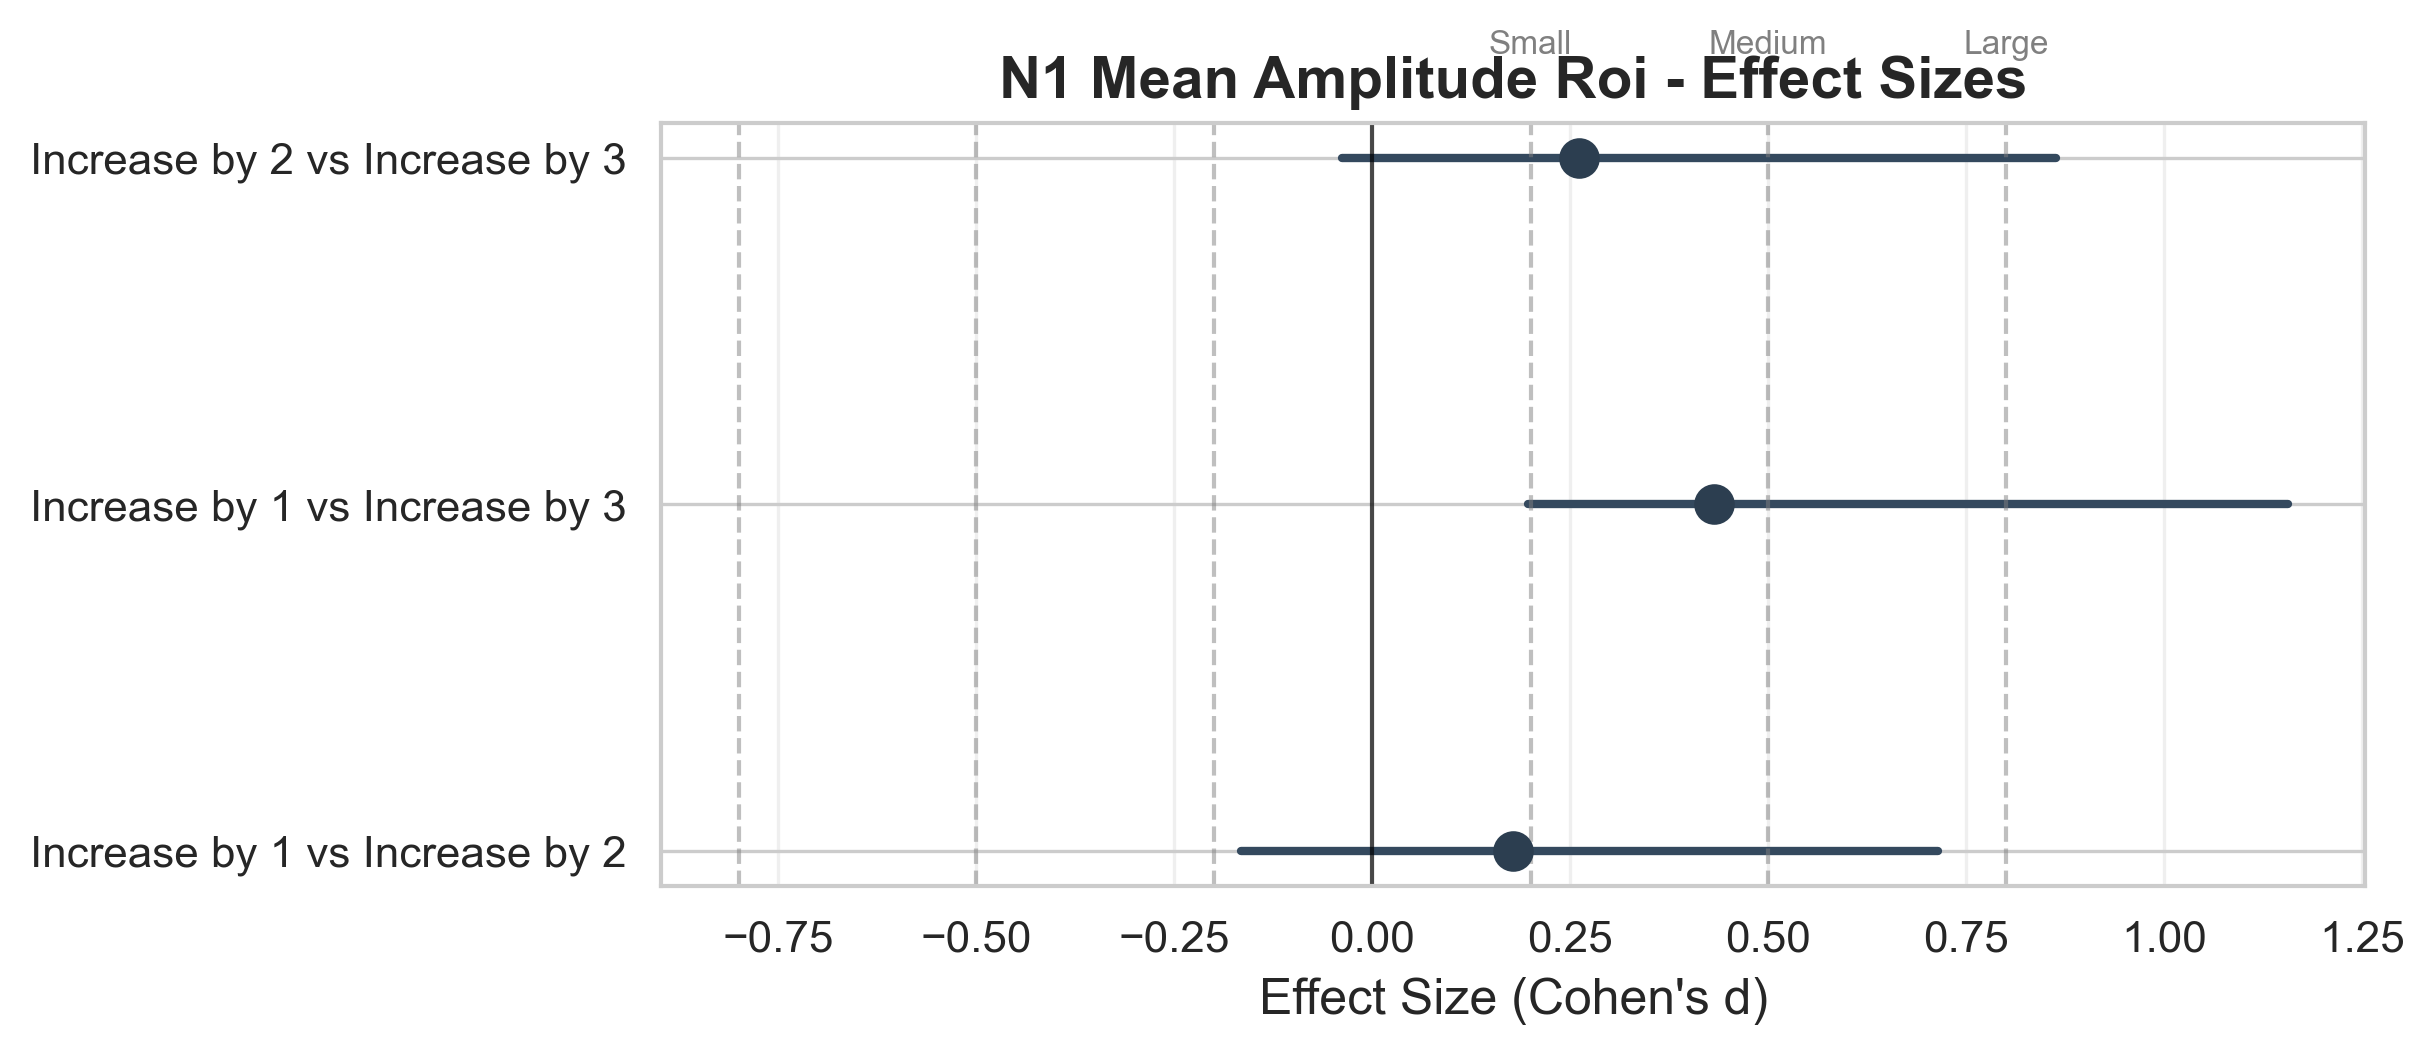 Small Medium Large
N1 Mean Amplitude Roi - Effect Sizes
Increase by 2 vs Increase by 3
Increase by 1 vs Increase by 3
Increase by 1 vs Increase by 2
−0.75 −0.50 −0.25 0.00 0.25 0.50 0.75 1.00 1.25
Effect Size (Cohen's d)